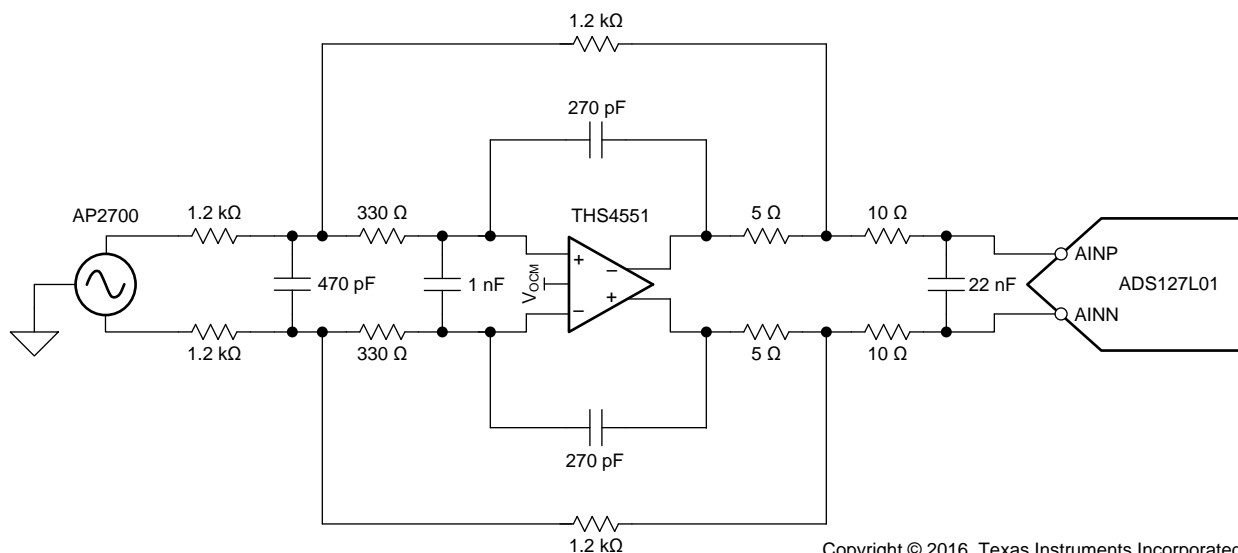 1.2 kΩ
270 pF
AP2700
1.2 kΩ
330 Ω
THS4551
5 Ω
10 Ω
+
−
VOCM
470 pF
1 nF
+
−
22 nF
AINP
ADS127L01
AINN
1.2 kΩ
330 Ω
5 Ω
10 Ω
270 pF
1.2 kΩ
Copyright © 2016, Texas Instruments Incorporated